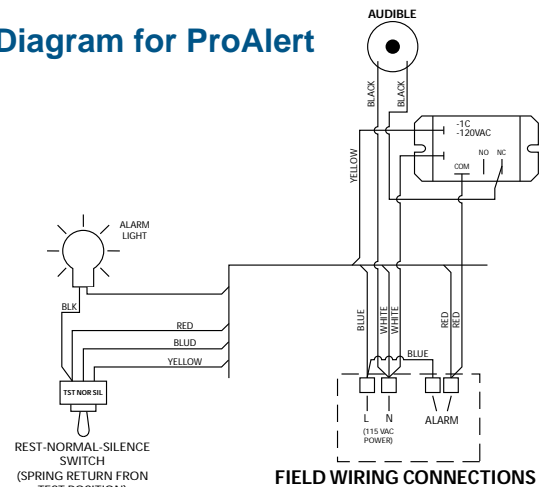 Diagram for ProAlert
AUDIBLE
BLACK
BLACK
-1C
-120VAC
NO NC
COM
YELLOW
ALARM
LIGHT
BLK
RED
BLUD
YELLOW
TST NOR SIL
REST-NORMAL-SILENCE
SWITCH
(SPRING RETURN FRON
TEST POSITION)
BLUE
WHITE
WHITE
RED
RED
BLUE
L N
ALARM
(115 VAC
POWER)
FIELD WIRING CONNECTIONS